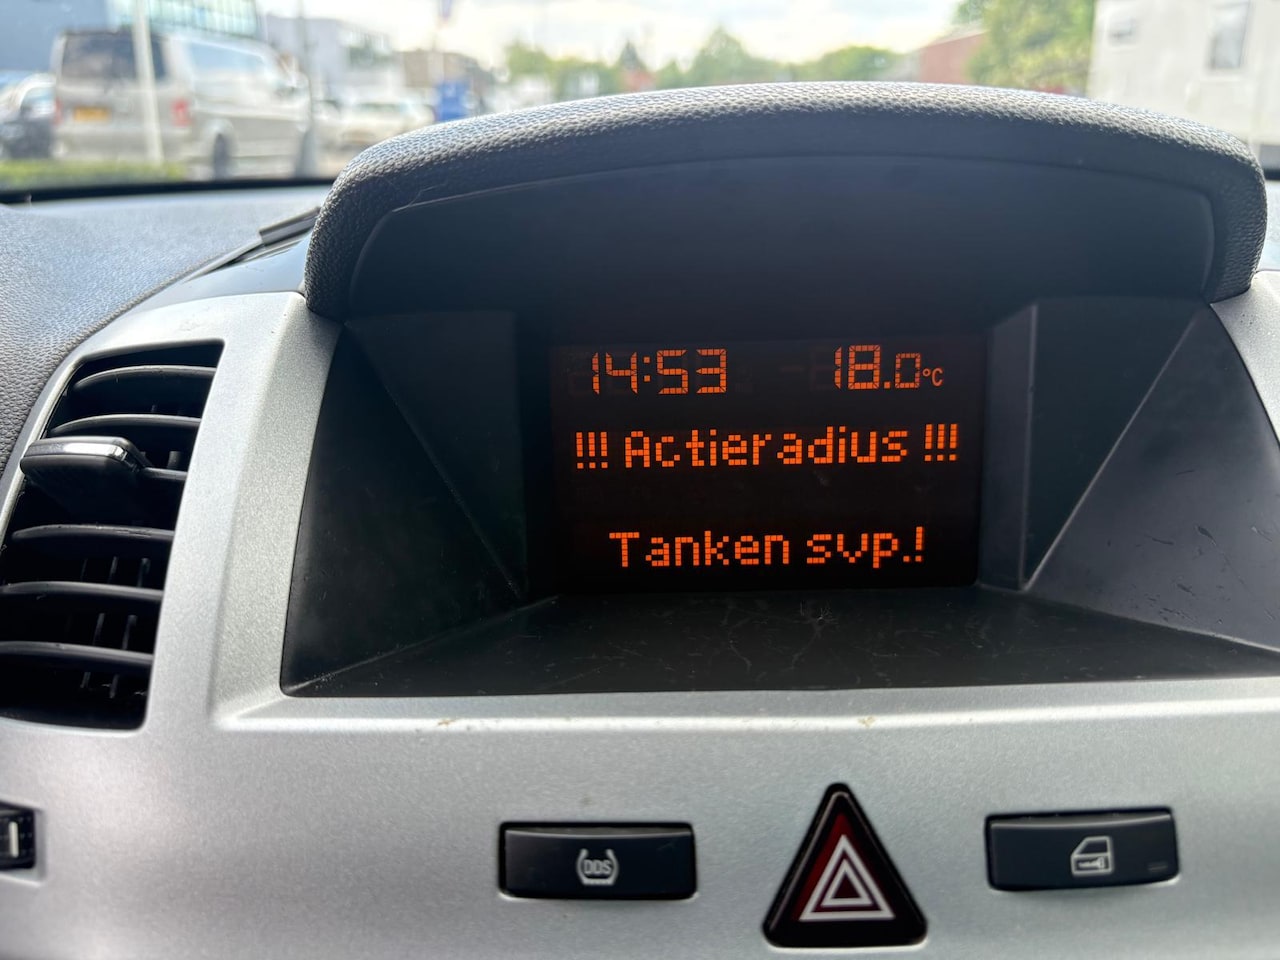 14:53 18.0°C
!!! Actieradius !!!
Tanken svp.!
DDS